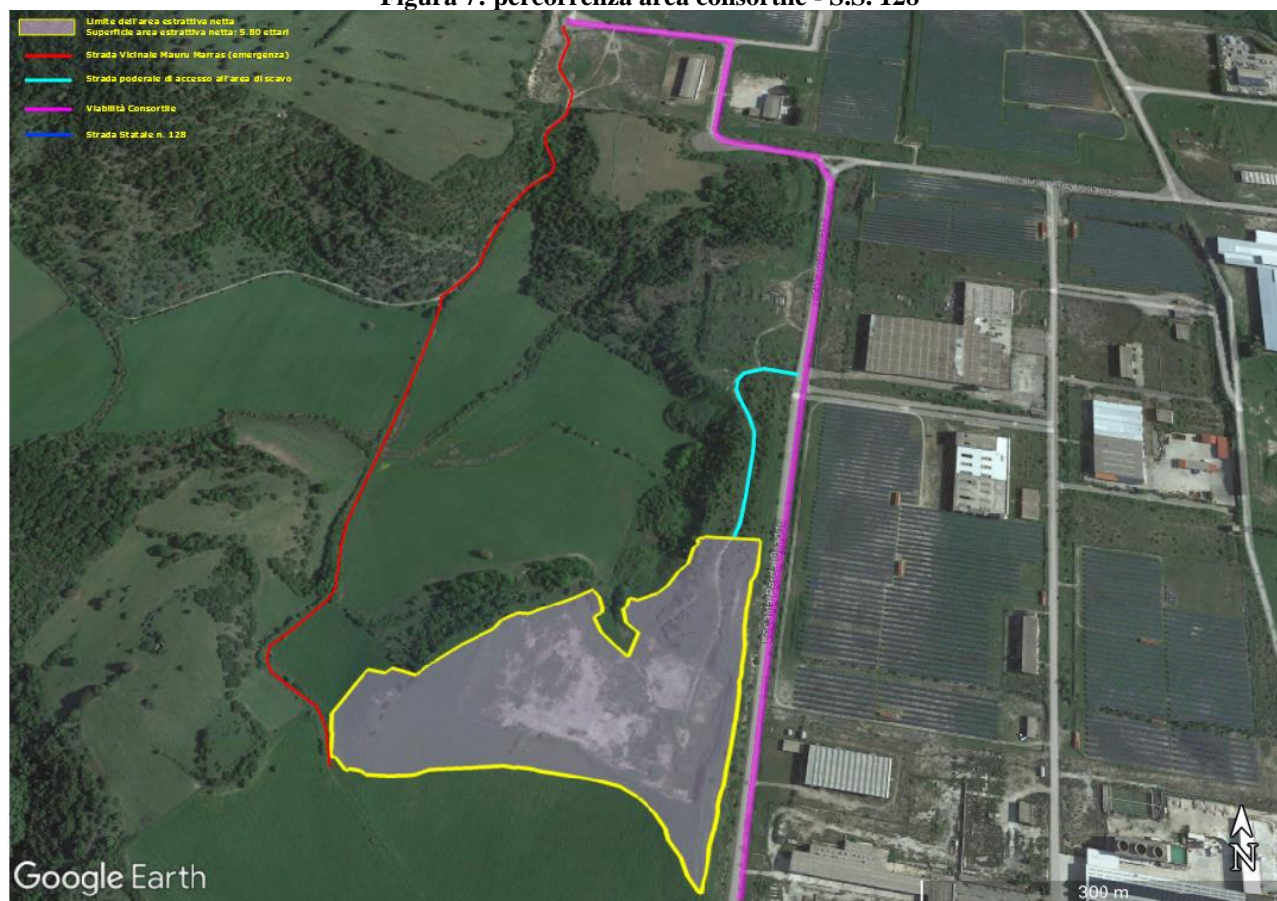 Figura 7: percorrenza area consortile - S.S. 128
Limite dell'area estrattiva netta
Superficie area estrattiva netta: 5.80 ettari
Strada Vicinale Mauru Marras (emergenza)
Strada poderale di accesso all'area di scavo
Viabilità Consortile
Strada Statale n. 128
Google Earth
N
300 m